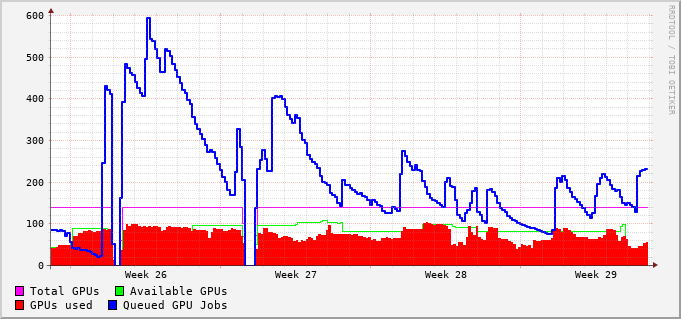 600
500
400
300
200
100
0
Week 26 Week 27 Week 28 Week 29
Total GPUs Available GPUs
GPUs used Queued GPU Jobs
RRDTOOL / TOBI OETIKER